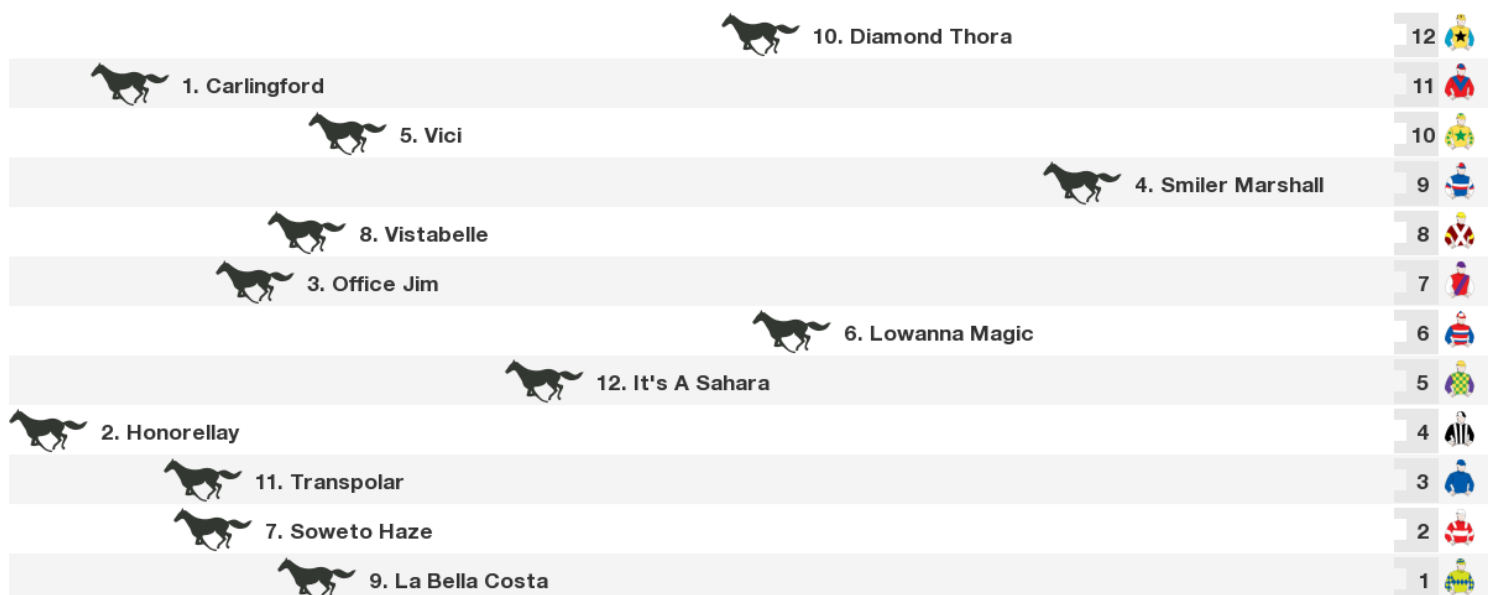 10. Diamond Thora 12
1. Carlingford 11
5. Vici 10
4. Smiler Marshall 9
8. Vistabelle 8
3. Office Jim 7
6. Lowanna Magic 6
12. It's A Sahara 5
2. Honorellay 4
11. Transpolar 3
7. Soweto Haze 2
9. La Bella Costa 1